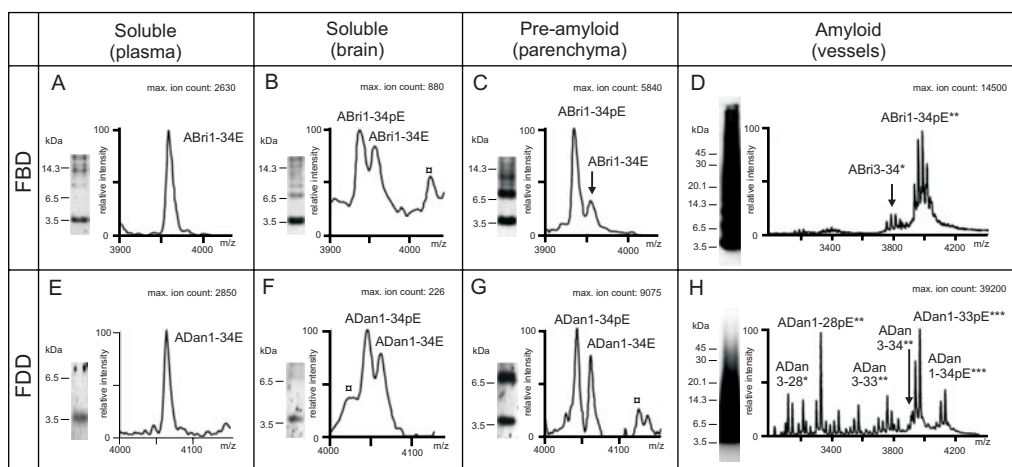 Soluble
(plasma)
Soluble
(brain)
Pre-amyloid
(parenchyma)
Amyloid
(vessels)
FBD
A
max. ion count: 2630
kDa
14.3
6.5
3.5
relative intensity
100
0
ABri1-34E
3900
4000
m/z
B
max. ion count: 880
kDa
14.3
6.5
3.5
relative intensity
100
0
ABri1-34pE
ABri1-34E
¤
3900
4000
m/z
C
max. ion count: 5840
kDa
14.3
6.5
3.5
relative intensity
100
0
ABri1-34pE
ABri1-34E
3900
4000
m/z
D
max. ion count: 14500
kDa
45
30
20.1
14.3
6.5
3.5
relative intensity
100
0
ABri1-34pE**
ABri3-34*
3400
3800
4200
m/z
FDD
E
max. ion count: 2850
kDa
6.5
3.5
relative intensity
100
0
ADan1-34E
4000
4100
m/z
F
max. ion count: 226
kDa
6.5
3.5
relative intensity
100
0
ADan1-34pE
ADan1-34E
¤
4000
4100
m/z
G
max. ion count: 9075
kDa
6.5
3.5
relative intensity
100
0
ADan1-34pE
ADan1-34E
¤
4000
4100
m/z
H
max. ion count: 39200
kDa
45
30
20.1
14.3
6.5
3.5
relative intensity
100
0
ADan1-28pE**
ADan
3-34**
ADan1-33pE***
ADan
3-28*
ADan
3-33**
ADan
1-34pE***
3400
3800
4200
m/z